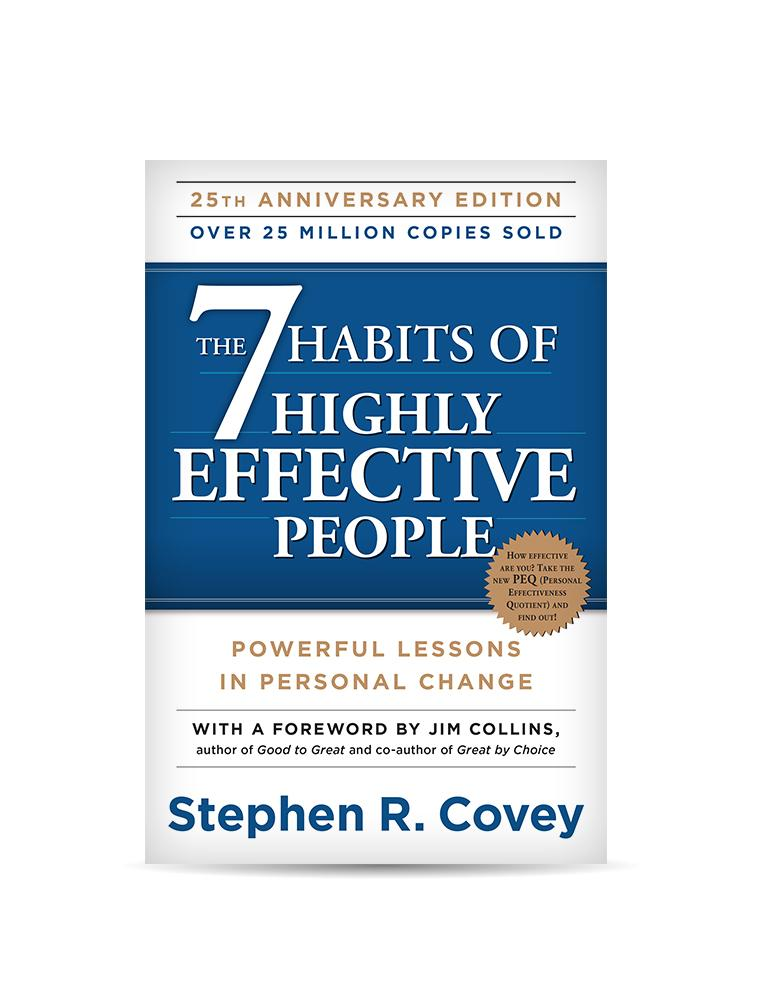 25TH ANNIVERSARY EDITION
OVER 25 MILLION COPIES SOLD
THE 7 HABITS OF
HIGHLY
EFFECTIVE
PEOPLE
HOW EFFECTIVE
ARE YOU? TAKE THE
NEW PEQ (PERSONAL
EFFECTIVENESS
QUOTIENT) AND
FIND OUT!
POWERFUL LESSONS
IN PERSONAL CHANGE
WITH A FOREWORD BY JIM COLLINS,
author of Good to Great and co-author of Great by Choice
Stephen R. Covey